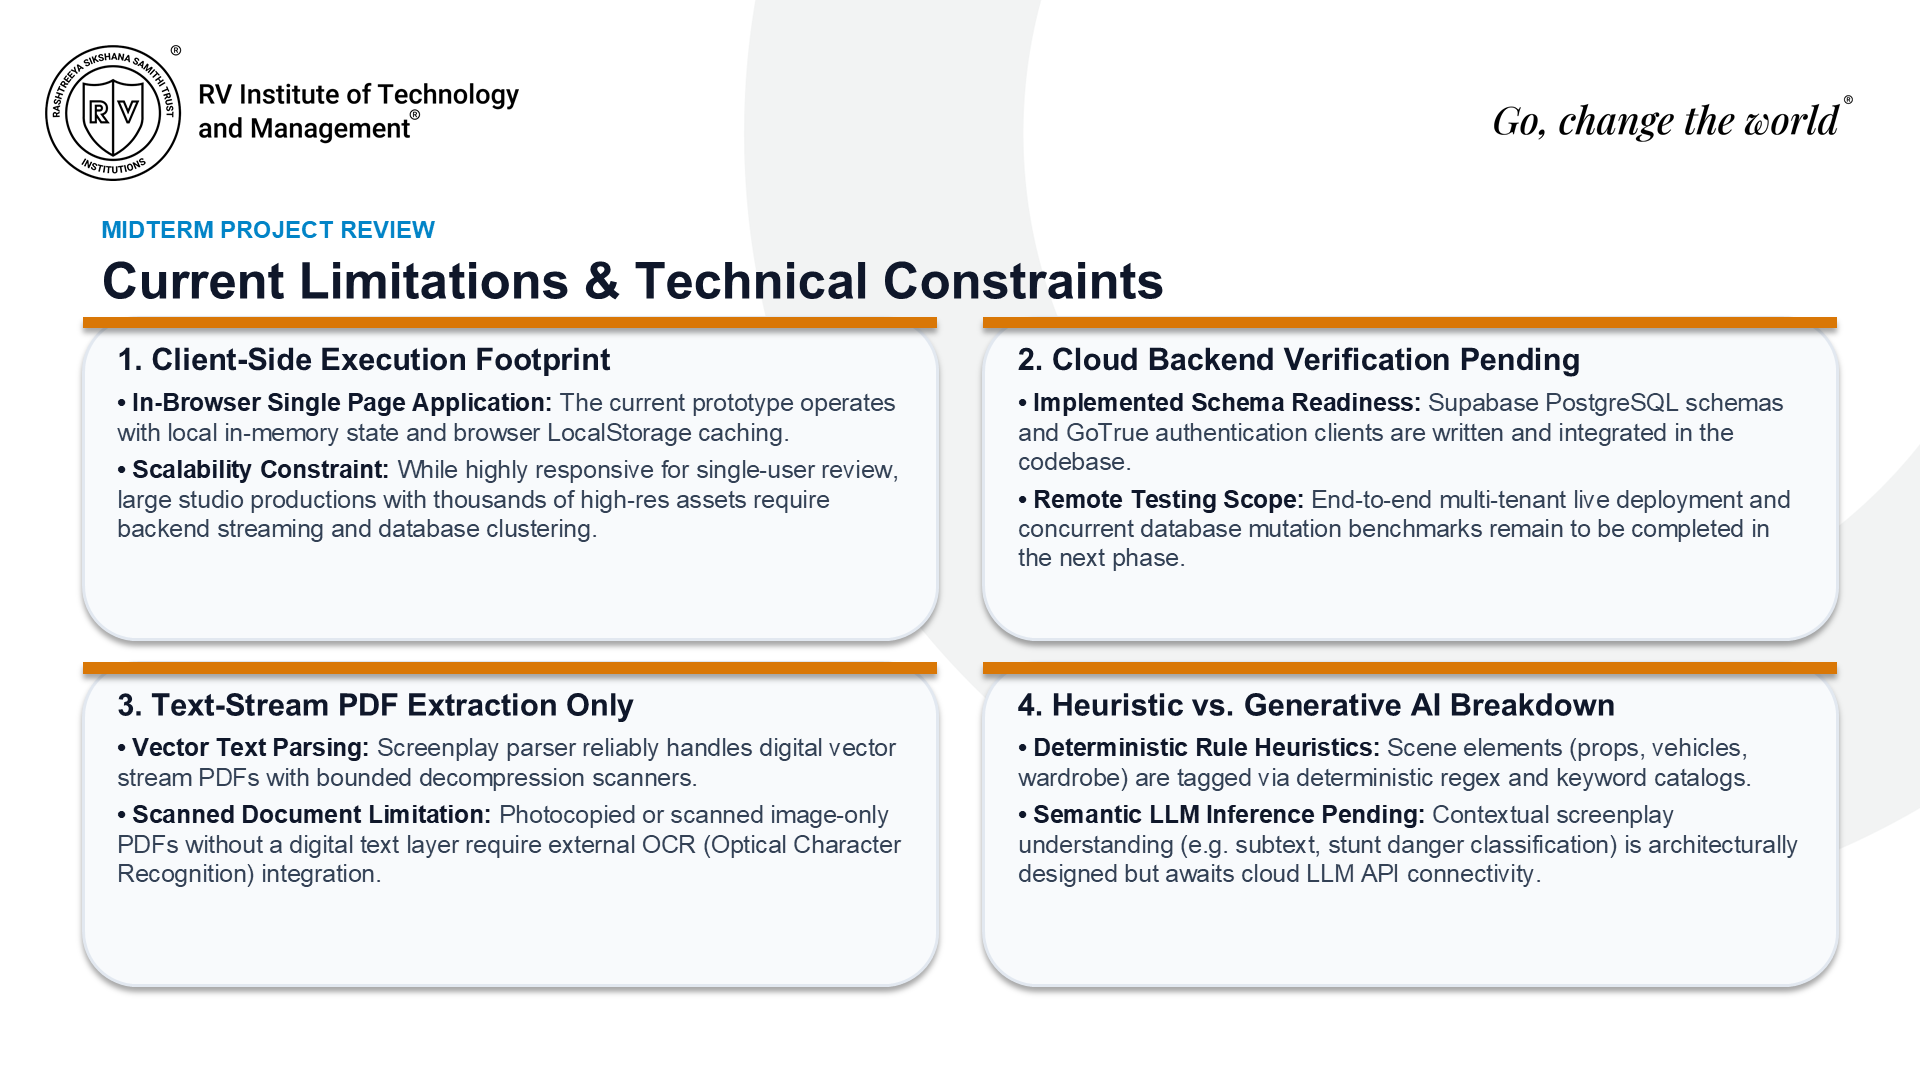 RASHTREEYA SIKSHANA SAMITHI TRUST
RV
INSTITUTIONS
®
RV Institute of Technology
and Management®
Go, change the world®
MIDTERM PROJECT REVIEW
Current Limitations & Technical Constraints
1. Client-Side Execution Footprint
• In-Browser Single Page Application: The current prototype operates
with local in-memory state and browser LocalStorage caching.
• Scalability Constraint: While highly responsive for single-user review,
large studio productions with thousands of high-res assets require
backend streaming and database clustering.
2. Cloud Backend Verification Pending
• Implemented Schema Readiness: Supabase PostgreSQL schemas
and GoTrue authentication clients are written and integrated in the
codebase.
• Remote Testing Scope: End-to-end multi-tenant live deployment and
concurrent database mutation benchmarks remain to be completed in
the next phase.
3. Text-Stream PDF Extraction Only
• Vector Text Parsing: Screenplay parser reliably handles digital vector
stream PDFs with bounded decompression scanners.
• Scanned Document Limitation: Photocopied or scanned image-only
PDFs without a digital text layer require external OCR (Optical Character
Recognition) integration.
4. Heuristic vs. Generative AI Breakdown
• Deterministic Rule Heuristics: Scene elements (props, vehicles,
wardrobe) are tagged via deterministic regex and keyword catalogs.
• Semantic LLM Inference Pending: Contextual screenplay
understanding (e.g. subtext, stunt danger classification) is architecturally
designed but awaits cloud LLM API connectivity.